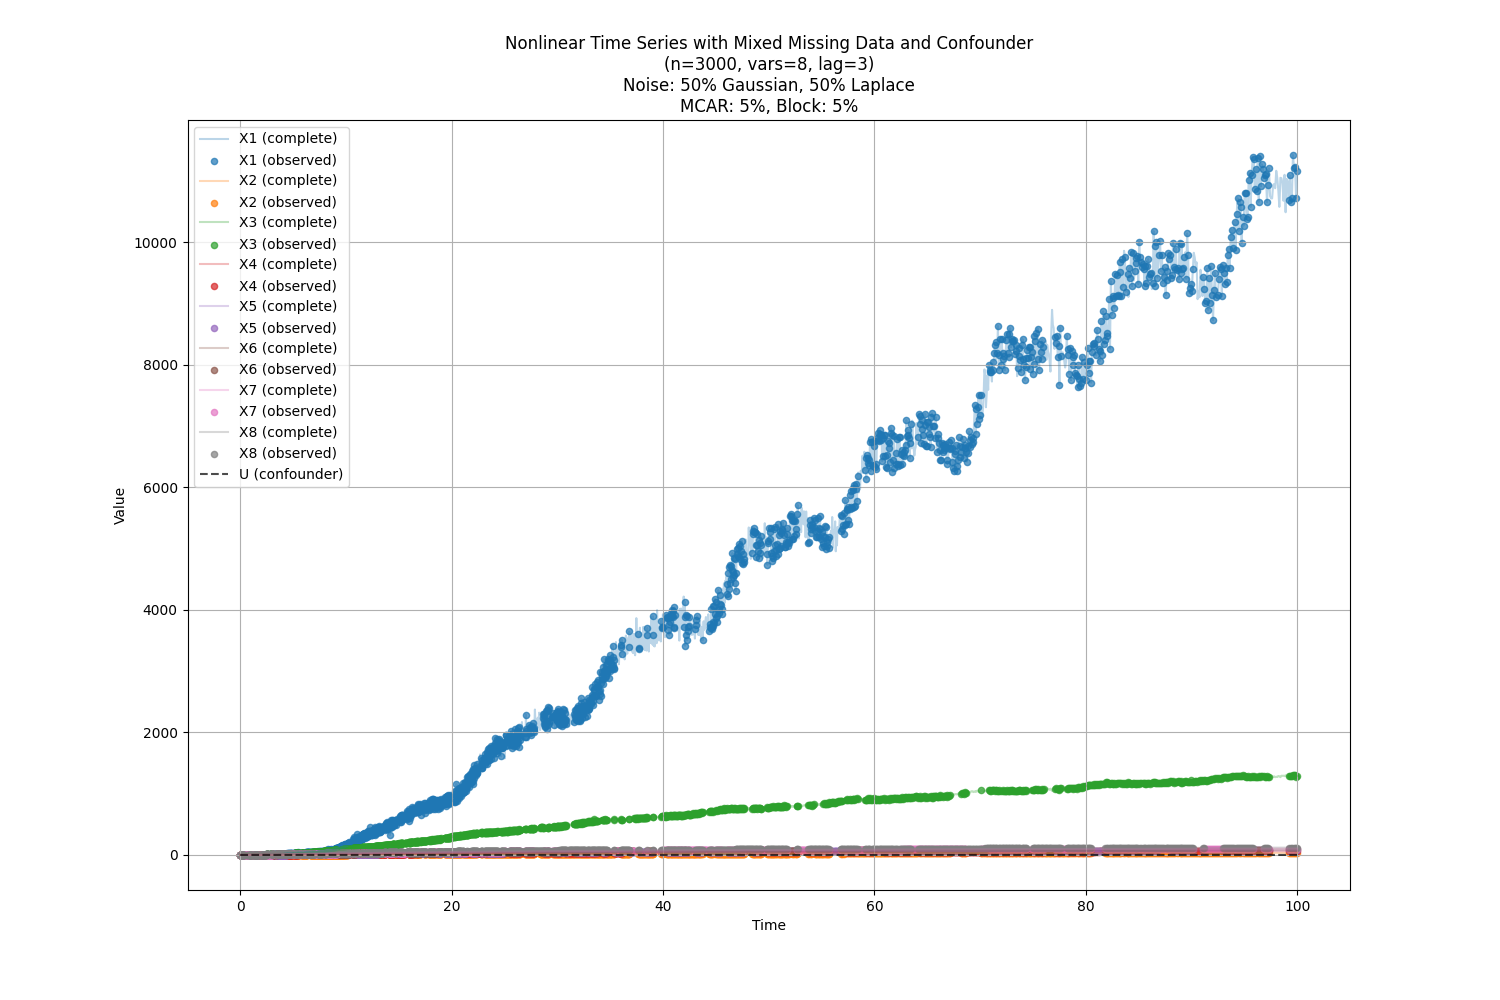 Nonlinear Time Series with Mixed Missing Data and Confounder
(n=3000, vars=8, lag=3)
Noise: 50% Gaussian, 50% Laplace
MCAR: 5%, Block: 5%
X1 (complete)
X1 (observed)
X2 (complete)
X2 (observed)
X3 (complete)
X3 (observed)
X4 (complete)
X4 (observed)
X5 (complete)
X5 (observed)
X6 (complete)
X6 (observed)
X7 (complete)
X7 (observed)
X8 (complete)
X8 (observed)
U (confounder)
10000
8000
6000
4000
2000
0
Value
0 20 40 60 80 100
Time